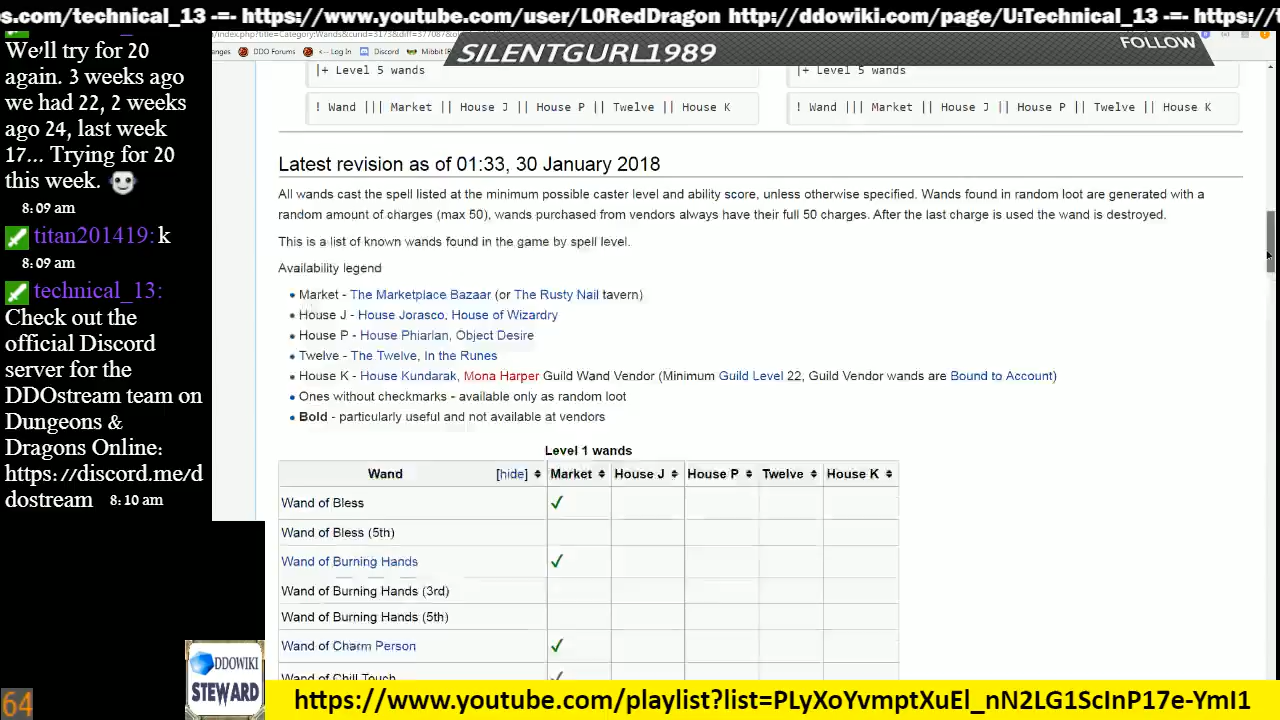 s.com/technical_13 -=- https://www.youtube.com/user/L0RedDragon http://ddowiki.com/page/U:Technical_13 -=- https://
We'll try for 20
again. 3 weeks ago
we had 22, 2 weeks
ago 24, last week
17... Trying for 20
this week.
8:09 am
titan201419: k
8:09 am
technical_13:
Check out the
official Discord
server for the
DDOstream team on
Dungeons &
Dragons Online:
https://discord.me/d
dostream 8:10 am
DDO Forums <-- Log In Discord
SILENTGURL1989
FOLLOW
|+ Level 5 wands |+ Level 5 wands
! Wand ||| Market || House J || House P || Twelve || House K ! Wand ||| Market || House J || House P || Twelve || House K
Latest revision as of 01:33, 30 January 2018
All wands cast the spell listed at the minimum possible caster level and ability score, unless otherwise specified. Wands found in random loot are generated with a
random amount of charges (max 50), wands purchased from vendors always have their full 50 charges. After the last charge is used the wand is destroyed.
This is a list of known wands found in the game by spell level.
Availability legend
• Market - The Marketplace Bazaar (or The Rusty Nail tavern)
• House J - House Jorasco, House of Wizardry
• House P - House Phiarlan, Object Desire
• Twelve - The Twelve, In the Runes
• House K - House Kundarak, Mona Harper Guild Wand Vendor (Minimum Guild Level 22, Guild Vendor wands are Bound to Account)
• Ones without checkmarks - available only as random loot
• Bold - particularly useful and not available at vendors
Level 1 wands
Wand [hide] Market House J House P Twelve House K
Wand of Bless ✓
Wand of Bless (5th)
Wand of Burning Hands ✓
Wand of Burning Hands (3rd)
Wand of Burning Hands (5th)
Wand of Charm Person ✓
Wand of Chill Touch ✓
DDOWIKI
STEWARD
64
https://www.youtube.com/playlist?list=PLyXoYvmptXuEl_nN2LG1ScInP17e-YmI1